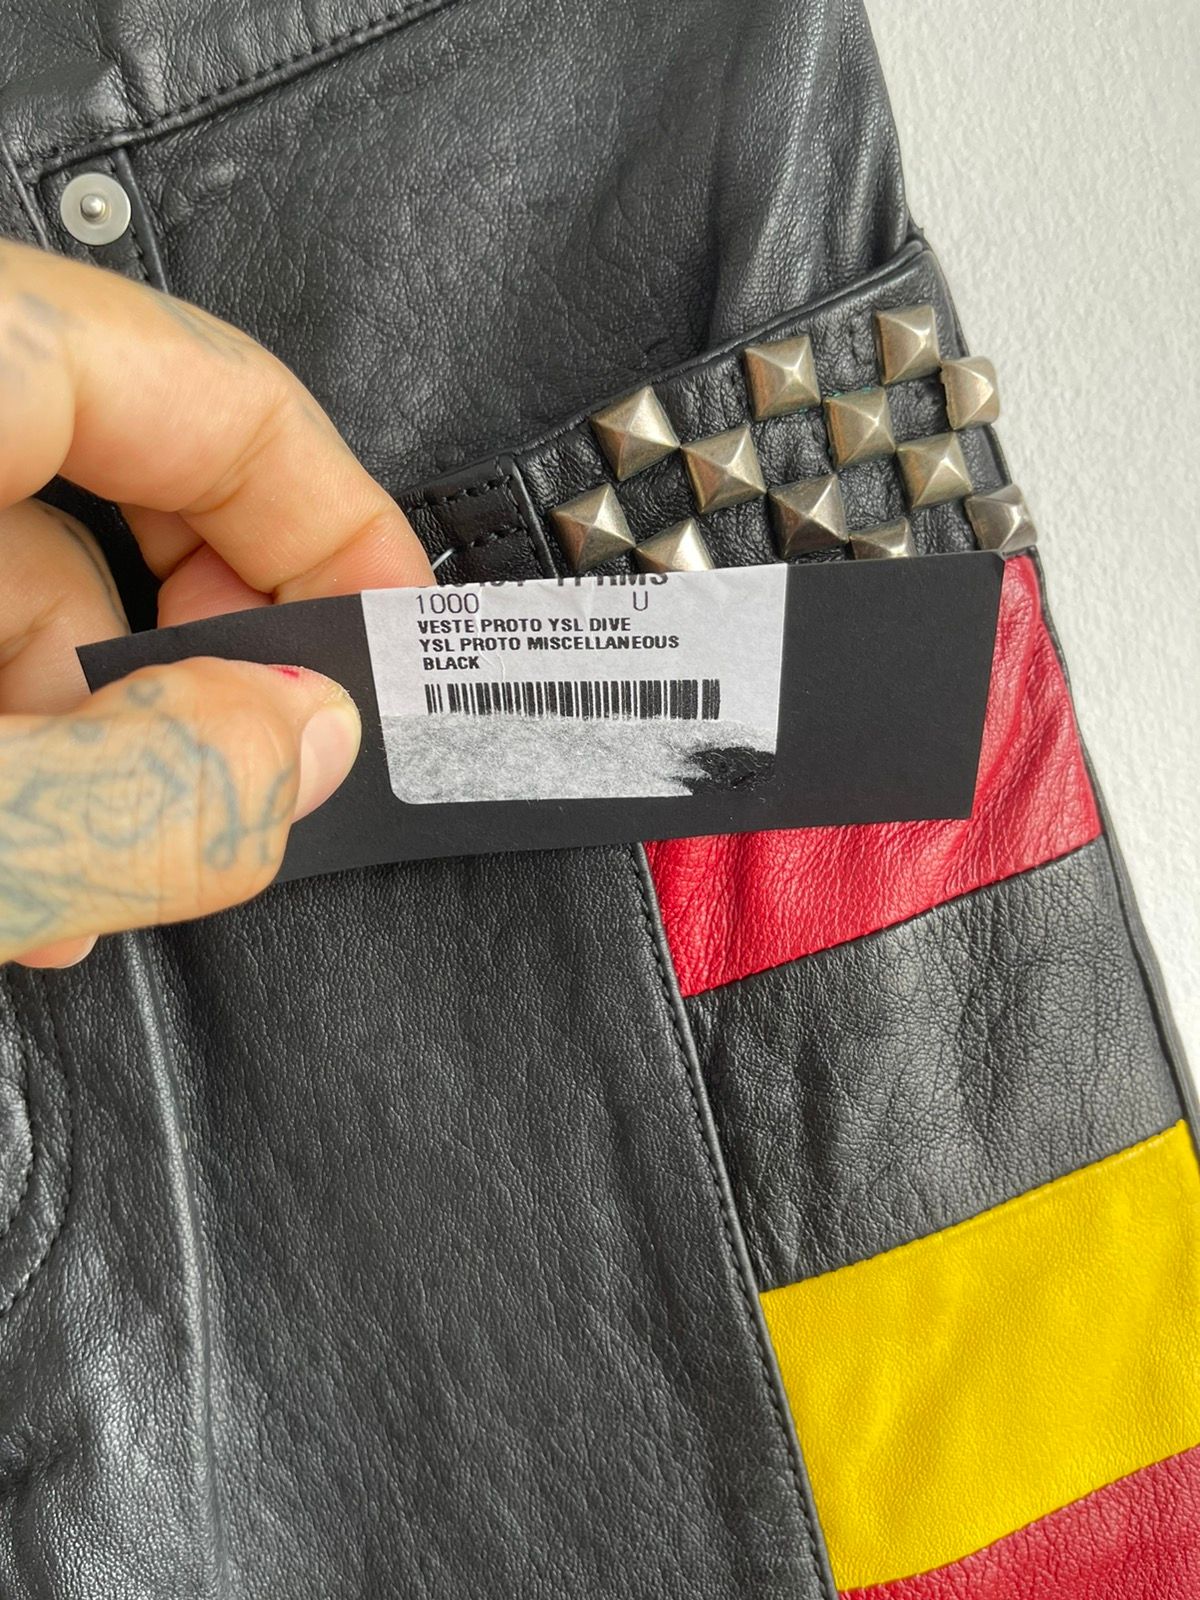 1000 U
VESTE PROTO YSL DIVE
YSL PROTO MISCELLANEOUS
BLACK